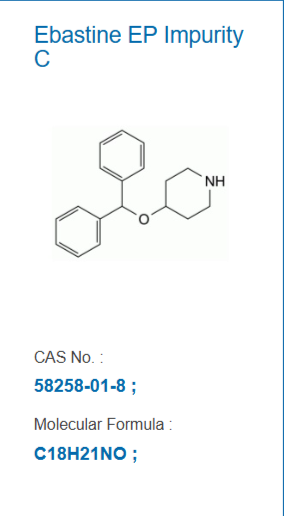 Ebastine EP Impurity
C
NH
O
CAS No. :
58258-01-8 ;
Molecular Formula :
C18H21NO ;